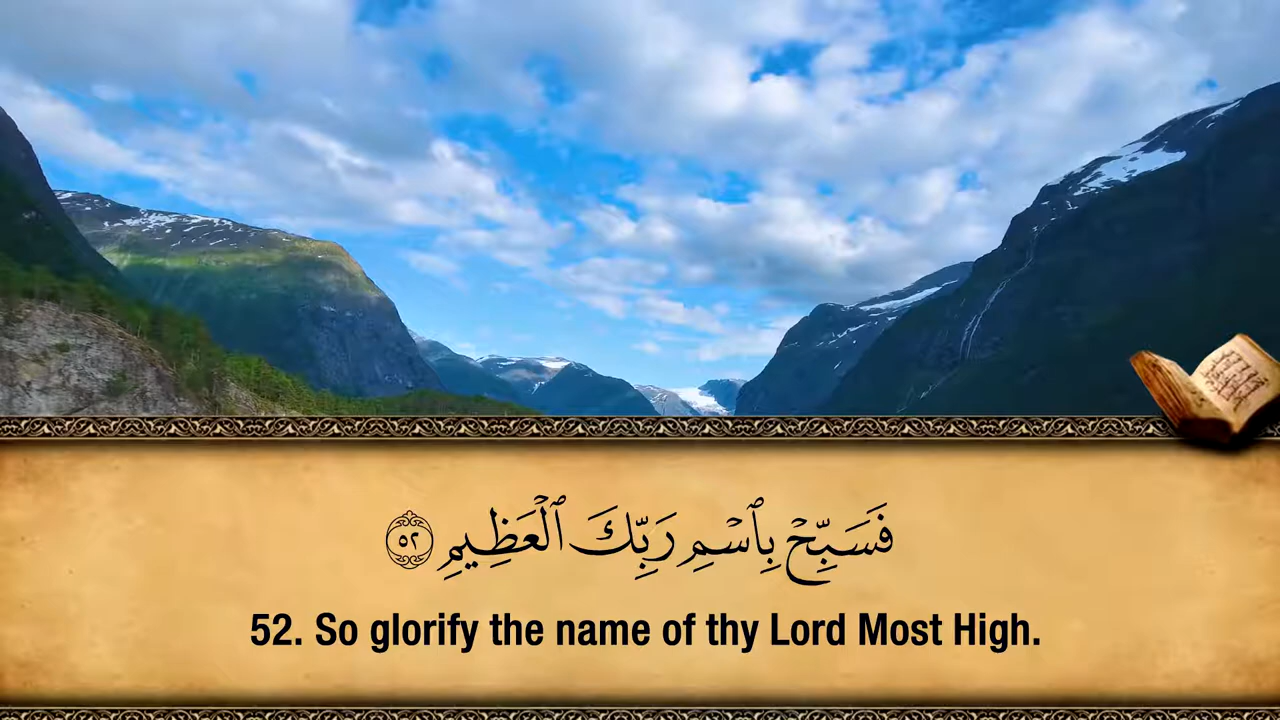 فَسَبِّحْ بِٱسْمِ رَبِّكَ ٱلْعَظِيمِ ٥٢
52. So glorify the name of thy Lord Most High.